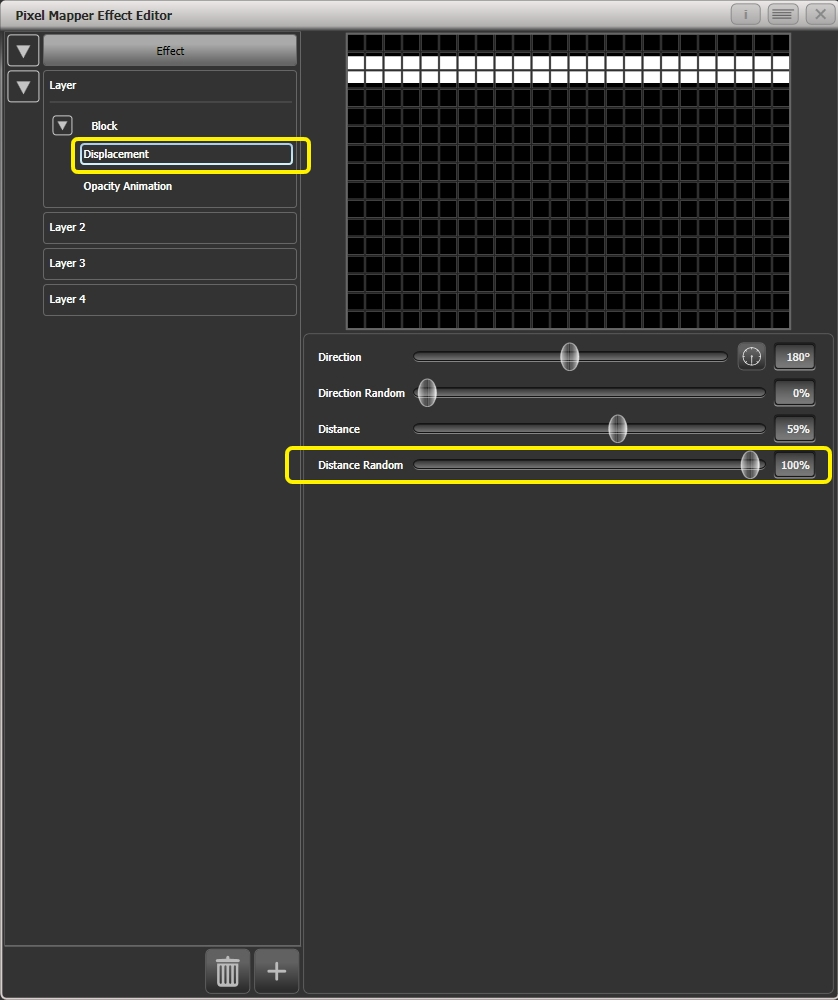 Pixel Mapper Effect Editor
i
Effect
Layer
Block
Displacement
Opacity Animation
Layer 2
Layer 3
Layer 4
Direction 180°
Direction Random 0%
Distance 59%
Distance Random 100%